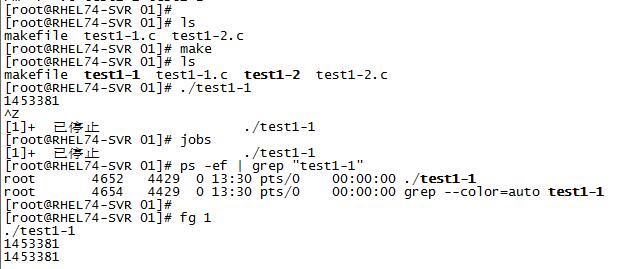 [root@RHEL74-SVR 01]#
[root@RHEL74-SVR 01]# ls
makefile  test1-1.c  test1-2.c
[root@RHEL74-SVR 01]# make
[root@RHEL74-SVR 01]# ls
makefile  test1-1  test1-1.c  test1-2  test1-2.c
[root@RHEL74-SVR 01]# ./test1-1
1453381
^Z
[1]+  已停止               ./test1-1
[root@RHEL74-SVR 01]# jobs
[1]+  已停止               ./test1-1
[root@RHEL74-SVR 01]# ps -ef | grep "test1-1"
root       4652   4429  0 13:30 pts/0    00:00:00 ./test1-1
root       4654   4429  0 13:30 pts/0    00:00:00 grep --color=auto test1-1
[root@RHEL74-SVR 01]#
[root@RHEL74-SVR 01]# fg 1
./test1-1
1453381
1453381